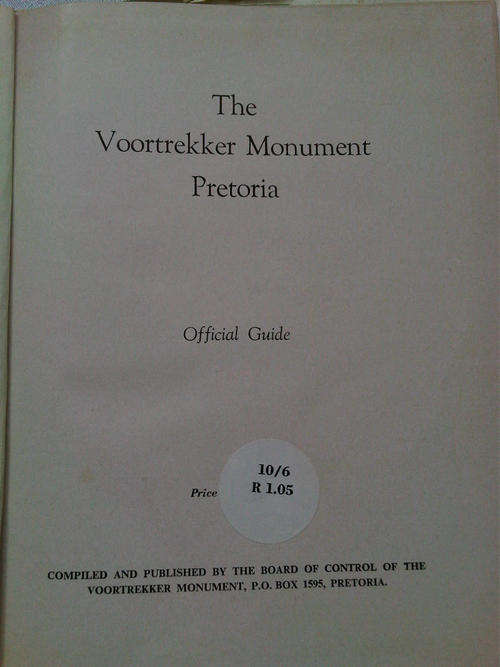 The
Voortrekker Monument
Pretoria
Official Guide
10/6
Price R 1.05
COMPILED AND PUBLISHED BY THE BOARD OF CONTROL OF THE
VOORTREKKER MONUMENT, P.O. BOX 1595, PRETORIA.